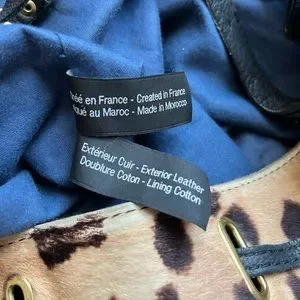 en France - Created in France
au Maroc - Made in Morocco
Extérieur Cuir - Exterior Leather
Doublure Coton - Lining Cotton